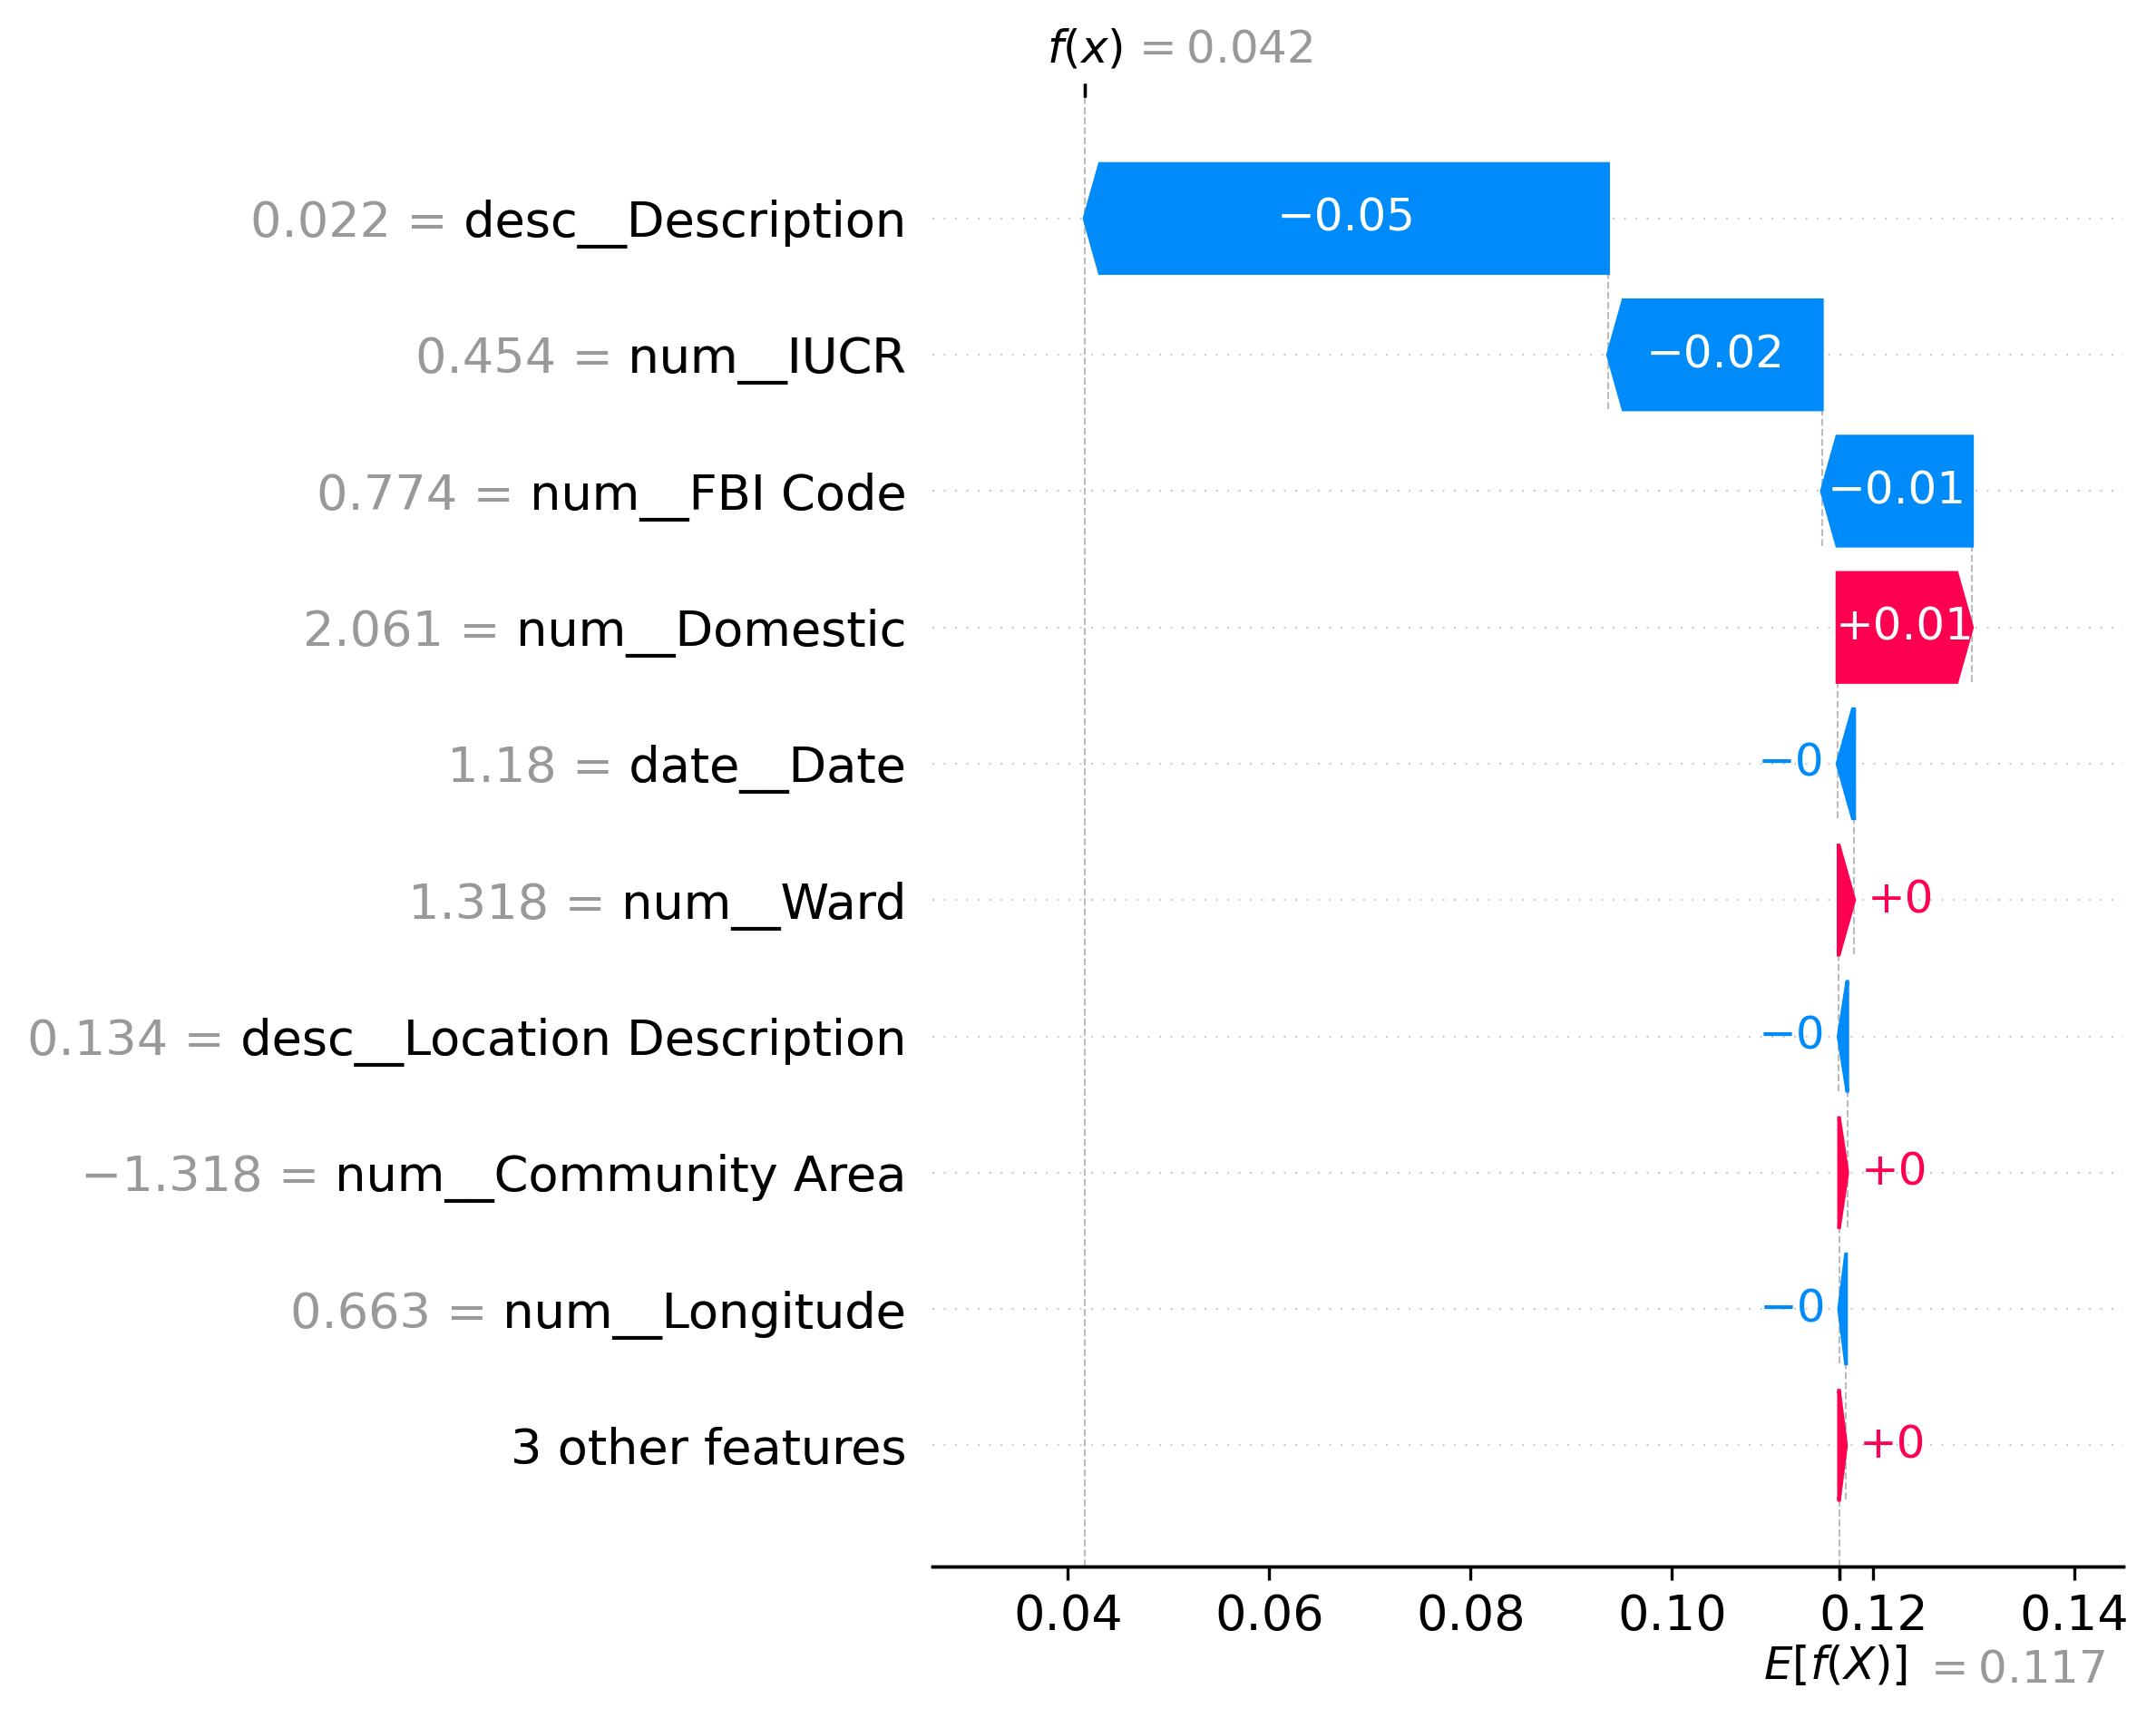 f(x) = 0.042
0.022 = desc__Description −0.05
0.454 = num__IUCR −0.02
0.774 = num__FBI Code −0.01
2.061 = num__Domestic +0.01
1.18 = date__Date −0
1.318 = num__Ward +0
0.134 = desc__Location Description −0
−1.318 = num__Community Area +0
0.663 = num__Longitude −0
3 other features +0
0.04 0.06 0.08 0.10 0.12 0.14
E[f(X)] = 0.117